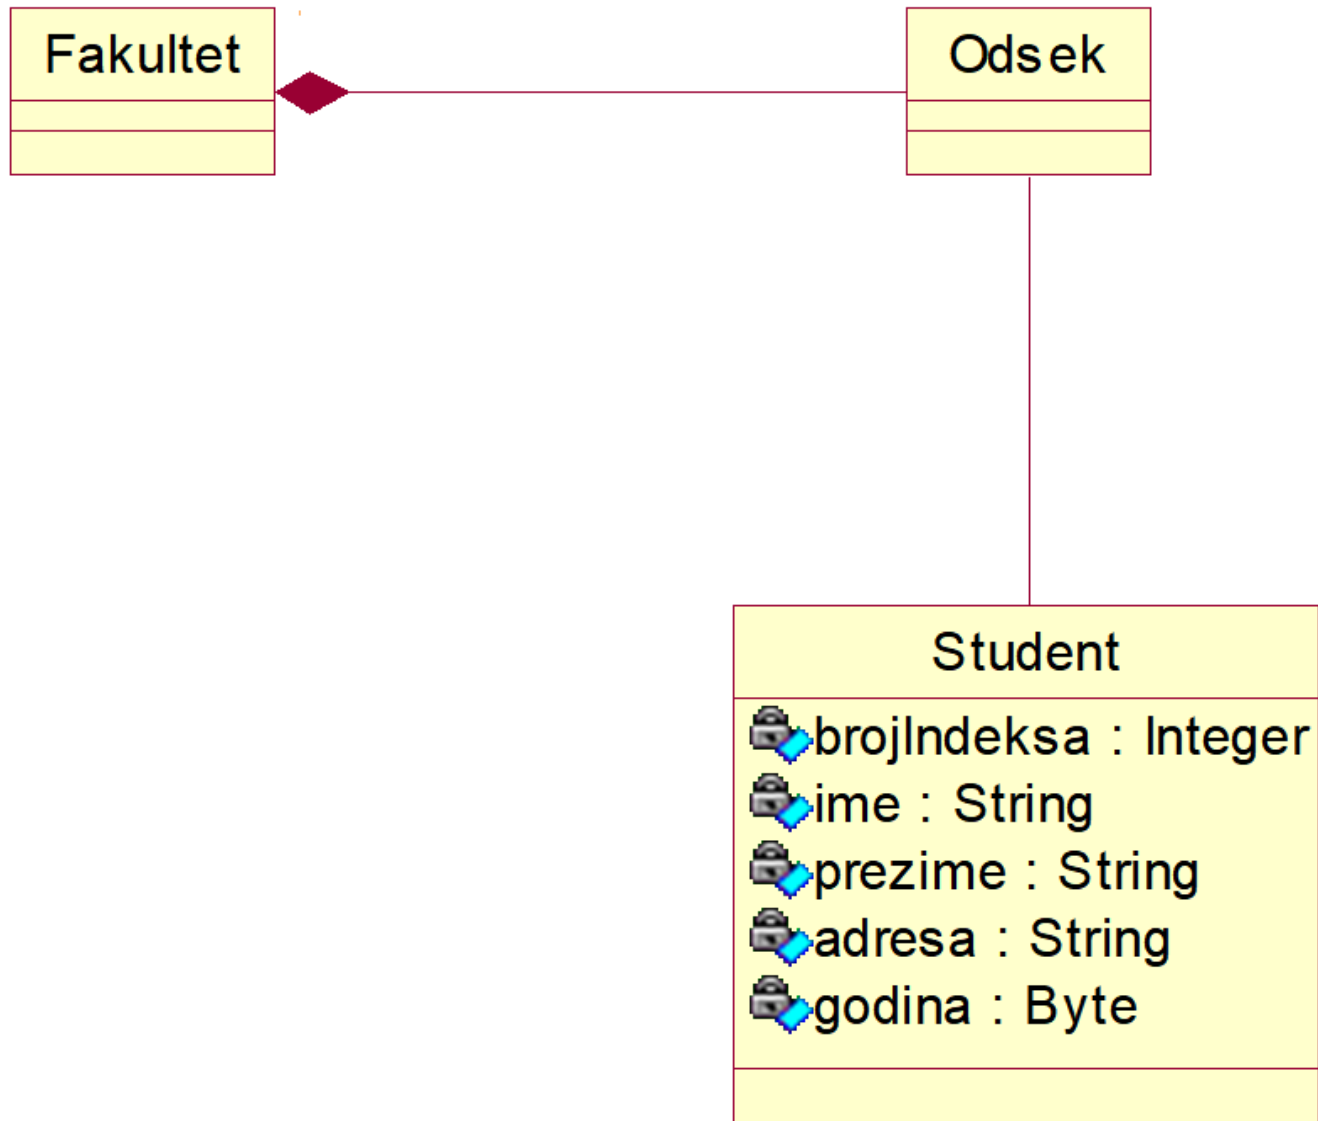 Fakultet
Odsek
Student
brojIndeksa : Integer
ime : String
prezime : String
adresa : String
godina : Byte